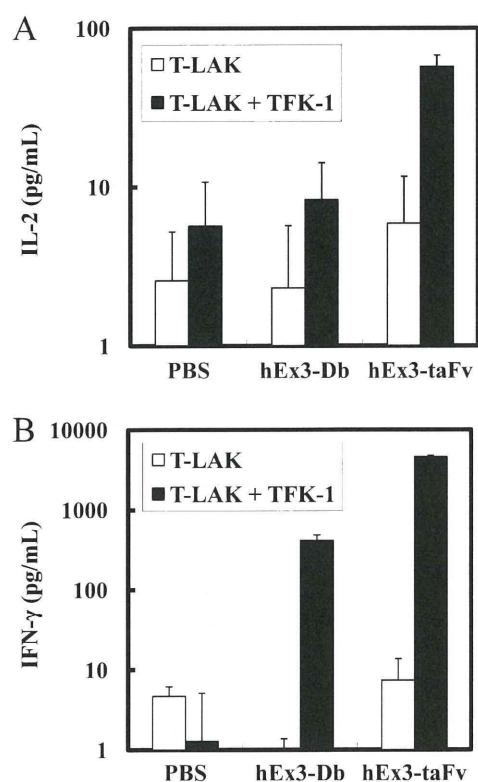 A
IL-2 (pg/mL)
100
10
1
T-LAK
T-LAK + TFK-1
PBS
hEx3-Db
hEx3-taFv
B
IFN-γ (pg/mL)
10000
1000
100
10
1
T-LAK
T-LAK + TFK-1
PBS
hEx3-Db
hEx3-taFv